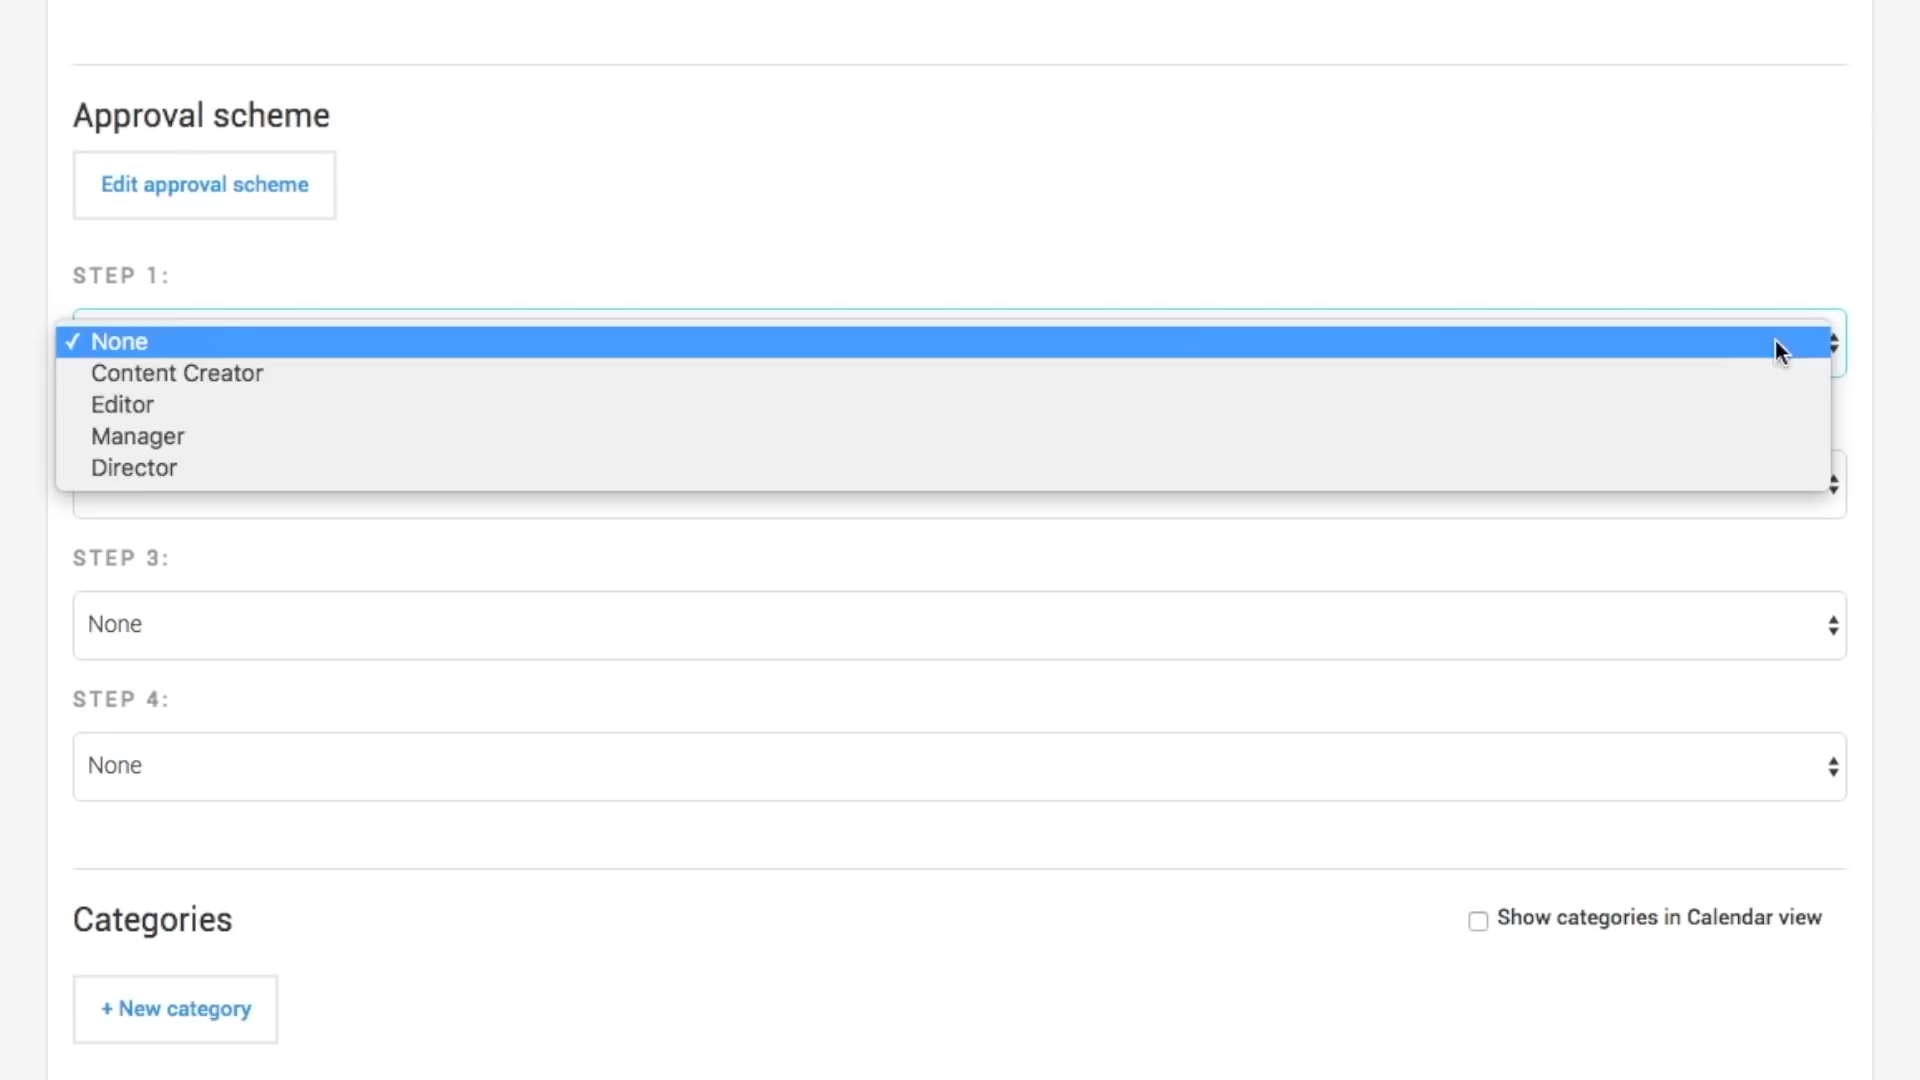 Approval scheme
Edit approval scheme
STEP 1:
✓ None
Content Creator
Editor
Manager
Director
STEP 3:
None
STEP 4:
None
Categories
Show categories in Calendar view
+ New category